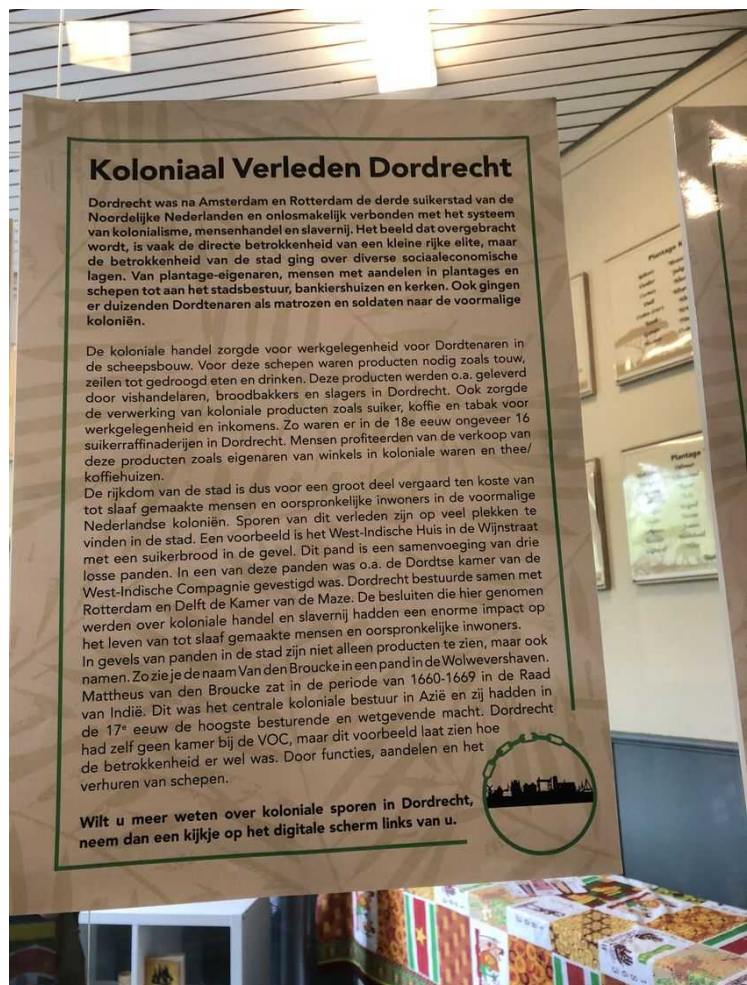 Koloniaal Verleden Dordrecht
Dordrecht was na Amsterdam en Rotterdam de derde suikerstad van de
Noordelijke Nederlanden en onlosmakelijk verbonden met het systeem
van kolonialisme, mensenhandel en slavernij. Het beeld dat overgebracht
wordt, is vaak de directe betrokkenheid van een kleine rijke elite, maar
de betrokkenheid van de stad ging over diverse sociaaleconomische
lagen. Van plantage-eigenaren, mensen met aandelen in plantages en
schepen tot aan het stadsbestuur, bankiershuizen en kerken. Ook gingen
er duizenden Dordtenaren als matrozen en soldaten naar de voormalige
koloniën.
De koloniale handel zorgde voor werkgelegenheid voor Dordtenaren in
de scheepsbouw. Voor deze schepen waren producten nodig zoals touw,
zeilen tot gedroogd eten en drinken. Deze producten werden o.a. geleverd
door vishandelaren, broodbakkers en slagers in Dordrecht. Ook zorgde
de verwerking van koloniale producten zoals suiker, koffie en tabak voor
werkgelegenheid en inkomens. Zo waren er in de 18e eeuw ongeveer 16
suikerraffinaderijen in Dordrecht. Mensen profiteerden van de verkoop van
deze producten zoals eigenaren van winkels in koloniale waren en thee/
koffiehuizen.
De rijkdom van de stad is dus voor een groot deel vergaard ten koste van
tot slaaf gemaakte mensen en oorspronkelijke inwoners in de voormalige
Nederlandse koloniën. Sporen van dit verleden zijn op veel plekken te
vinden in de stad. Een voorbeeld is het West-Indische Huis in de Wijnstraat
met een suikerbrood in de gevel. Dit pand is een samenvoeging van drie
losse panden. In een van deze panden was o.a. de Dordtse kamer van de
West-Indische Compagnie gevestigd was. Dordrecht bestuurde samen met
Rotterdam en Delft de Kamer van de Maze. De besluiten die hier genomen
werden over koloniale handel en slavernij hadden een enorme impact op
het leven van tot slaaf gemaakte mensen en oorspronkelijke inwoners.
In gevels van panden in de stad zijn niet alleen producten te zien, maar ook
namen. Zo zie je de naam Van den Broucke in een pand in de Wolwevershaven.
Mattheus van den Broucke zat in de periode van 1660-1669 in de Raad
van Indië. Dit was het centrale koloniale bestuur in Azië en zij hadden in
de 17e eeuw de hoogste besturende en wetgevende macht. Dordrecht
had zelf geen kamer bij de VOC, maar dit voorbeeld laat zien hoe
de betrokkenheid er wel was. Door functies, aandelen en het
verhuren van schepen.
Wilt u meer weten over koloniale sporen in Dordrecht,
neem dan een kijkje op het digitale scherm links van u.
Plantage
Plantage